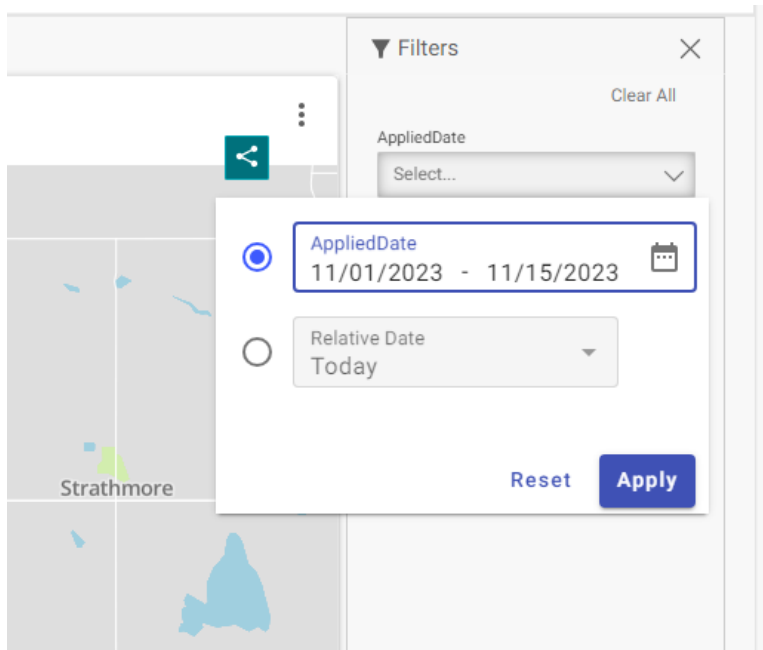 Filters
Clear All
AppliedDate
Select...
AppliedDate
11/01/2023 - 11/15/2023
Relative Date
Today
Reset Apply
Strathmore